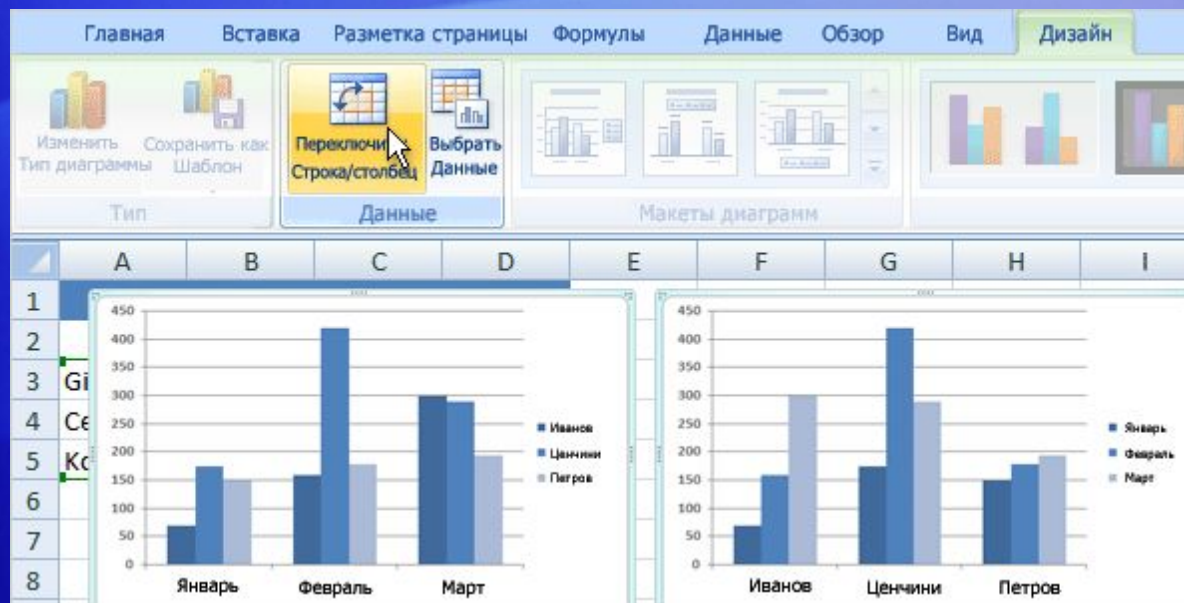 Главная Вставка Разметка страницы Формулы Данные Обзор Вид Дизайн
Изменить Тип диаграммы
Сохранить как Шаблон
Строка/столбец
Выбрать Данные
Тип Данные Макеты диаграмм
A B C D E F G H I
1
2
3 Gi
4 Се
5 Ко
6
7
8
450
400
350
300
250
200
150
100
50
0
Январь Февраль Март
Иванов
Ценчини
Петров
450
400
350
300
250
200
150
100
50
0
Иванов Ценчини Петров
Январь
Февраль
Март